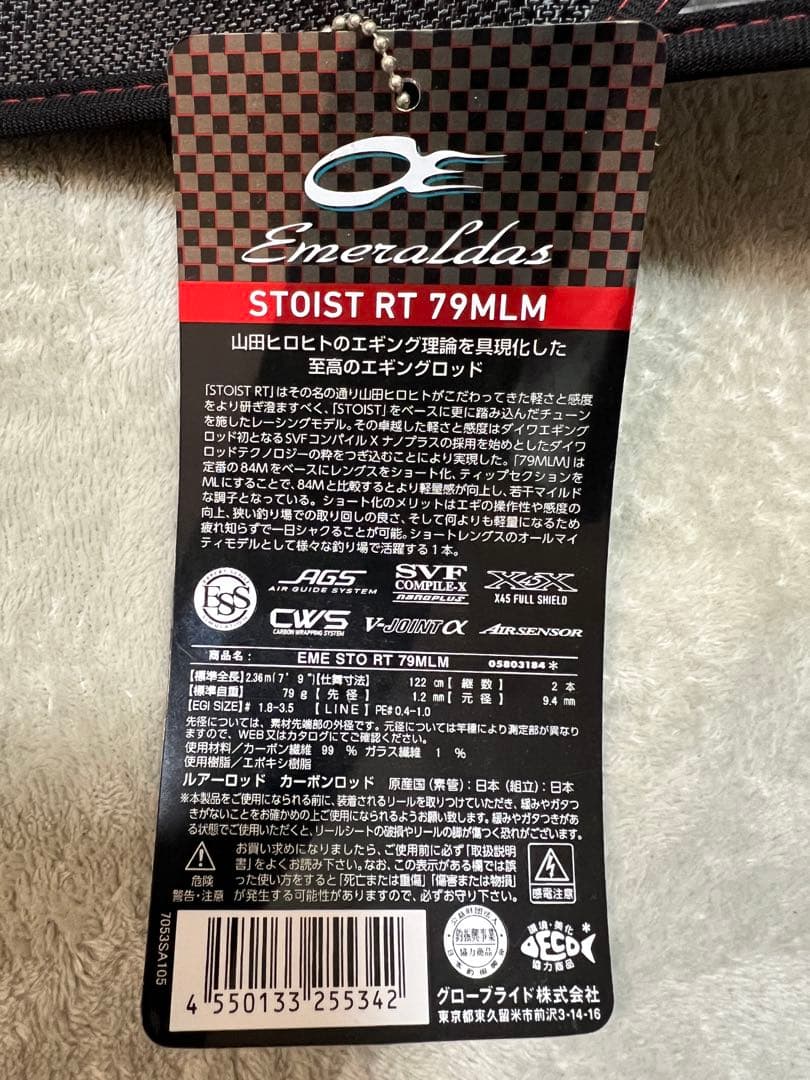 Emeraldas
STOIST RT 79MLM
山田ヒロヒトのエギング理論を具現化した
至高のエギングロッド
「STOIST RT」はその名の通り山田ヒロヒトがこだわってきた軽さと感度
をより研ぎ澄ますべく、「STOIST」をベースに更に踏み込んだチューン
を施したレーシングモデル。その卓越した軽さと感度はダイワエギング
ロッド初となるSVFコンパイルXナノプラスの採用を始めとしたダイワ
ロッドテクノロジーの粋をつぎ込むことにより実現した。「79MLM」は
定番の84Mをベースにレングスをショート化、ティップセクションを
MLにすることで、84Mと比較するとより軽量感が向上し、若干マイルド
な調子となっている。ショート化のメリットはエギの操作性や感度の
向上、狭い釣り場での取り回しの良さ、そして何よりも軽量になるため
疲れ知らずで一日シャクることが可能。ショートレングスのオールマイ
ティモデルとして様々な釣り場で活躍する1本。
ESS
AGS
AIR GUIDE SYSTEM
SVF
COMPILE-X
nanoplus
X45X
X45 FULL SHIELD
CWS
CARBON WRAPPING SYSTEM
V-JOINT α
AIRSENSOR
商品名： EME STO RT 79MLM 05803184*
【標準全長】2.36m(7'9")【仕舞寸法】 122 cm【継数】 2 本
【標準自重】 79 g【先径】 1.2 mm【元径】 9.4 mm
【EGI SIZE】# 1.8-3.5 【LINE】PE# 0.4-1.0
先径については、素材先端部の外径です。元径については竿種により測定部が異なり
ますので、WEB又はカタログにてご確認ください。
使用材料/カーボン繊維 99 % ガラス繊維 1 %
使用樹脂/エポキシ樹脂
ルアーロッド カーボンロッド 原産国（素管）：日本（組立）：日本
※本製品をご使用になられる前に、装着されるリールを取りつけていただき、緩みやガタつ
きがないことをお確かめの上ご使用になられるようお願い致します。緩みやガタつきがあ
る状態でご使用いただくと、リールシートの破損やリールの脚が傷つく恐れがございます。
危険
警告・注意
お買い求めになりましたら、ご使用前に必ず「取扱説明
書」をよくお読み下さい。なお、この表示がある欄では誤
った使い方をすると「死亡または重傷」「傷害または物損」
が発生する可能性がありますので、必ずお守り下さい。
感電注意
7053SA105
4 550133 255342
公益財団法人
釣振興事業
協力商品
日本釣振興会
環境・美化
ECO*
協力商品
グローブライド株式会社
東京都東久留米市前沢3-14-16